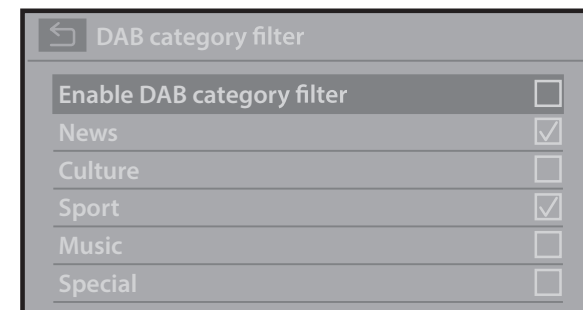 DAB category filter
Enable DAB category filter
News
Culture
Sport
Music
Special